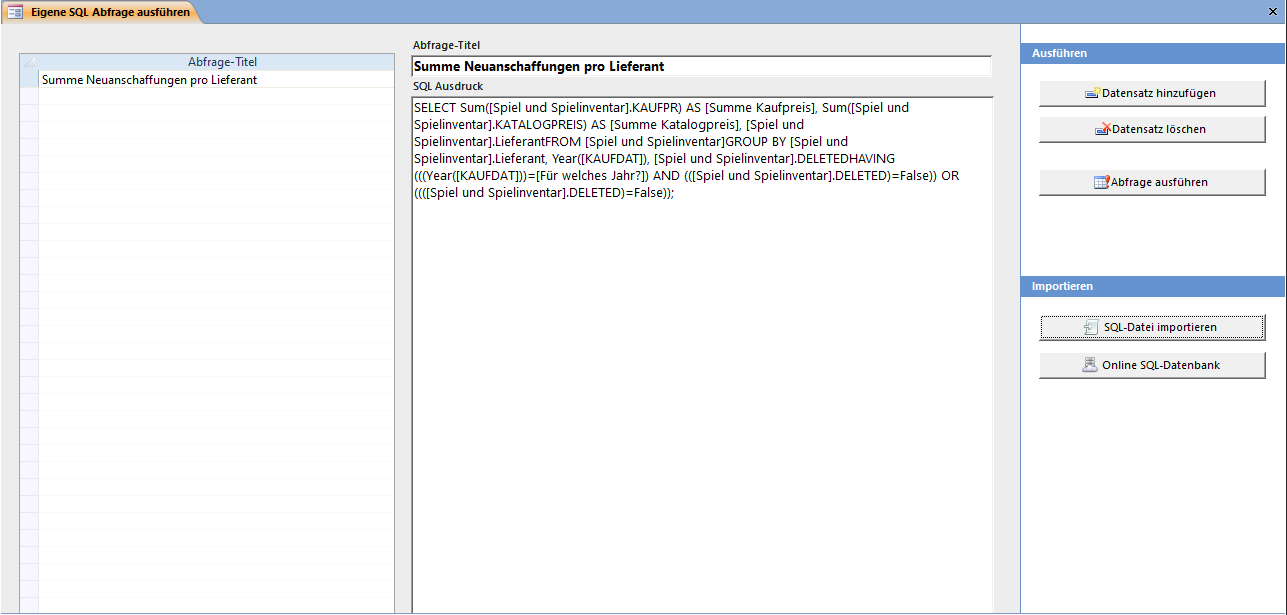 Eigene SQL Abfrage ausführen
Abfrage-Titel
Summe Neuanschaffungen pro Lieferant
Abfrage-Titel
Summe Neuanschaffungen pro Lieferant
SQL Ausdruck
SELECT Sum([Spiel und Spielinventar].KAUFPR) AS [Summe Kaufpreis], Sum([Spiel und
Spielinventar].KATALOGPREIS) AS [Summe Katalogpreis], [Spiel und
Spielinventar].LieferantFROM [Spiel und Spielinventar]GROUP BY [Spiel und
Spielinventar].Lieferant, Year([KAUFDAT]), [Spiel und Spielinventar].DELETEDHAVING
(((Year([KAUFDAT]))=[Für welches Jahr?]) AND (([Spiel und Spielinventar].DELETED)=False)) OR
((([Spiel und Spielinventar].DELETED)=False));
Ausführen
Datensatz hinzufügen
Datensatz löschen
Abfrage ausführen
Importieren
SQL-Datei importieren
Online SQL-Datenbank